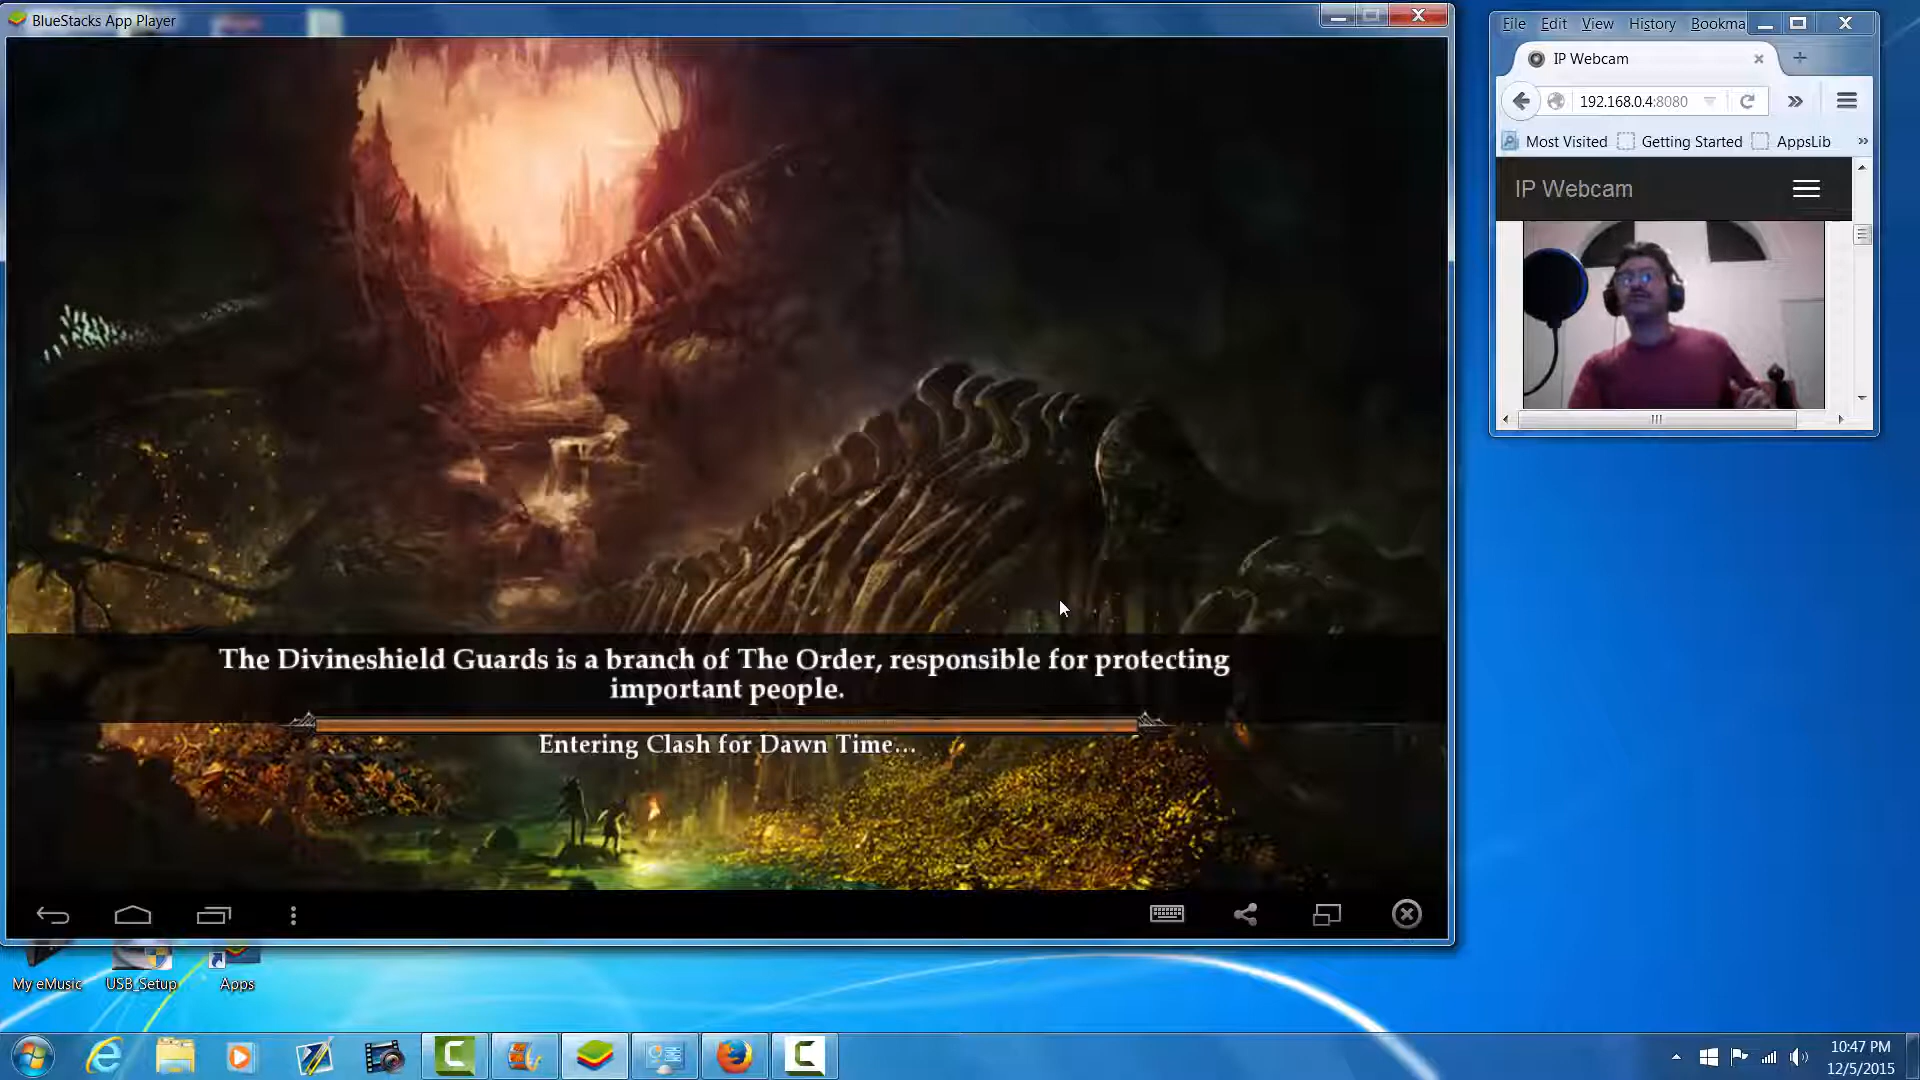 BlueStacks App Player
File Edit View History Bookma
IP Webcam
192.168.0.4:8080
Most Visited Getting Started AppsLib
IP Webcam
The Divineshield Guards is a branch of The Order, responsible for protecting
important people.
Entering Clash for Dawn Time...
My eMusic USB_Setup Apps
10:47 PM
12/5/2015